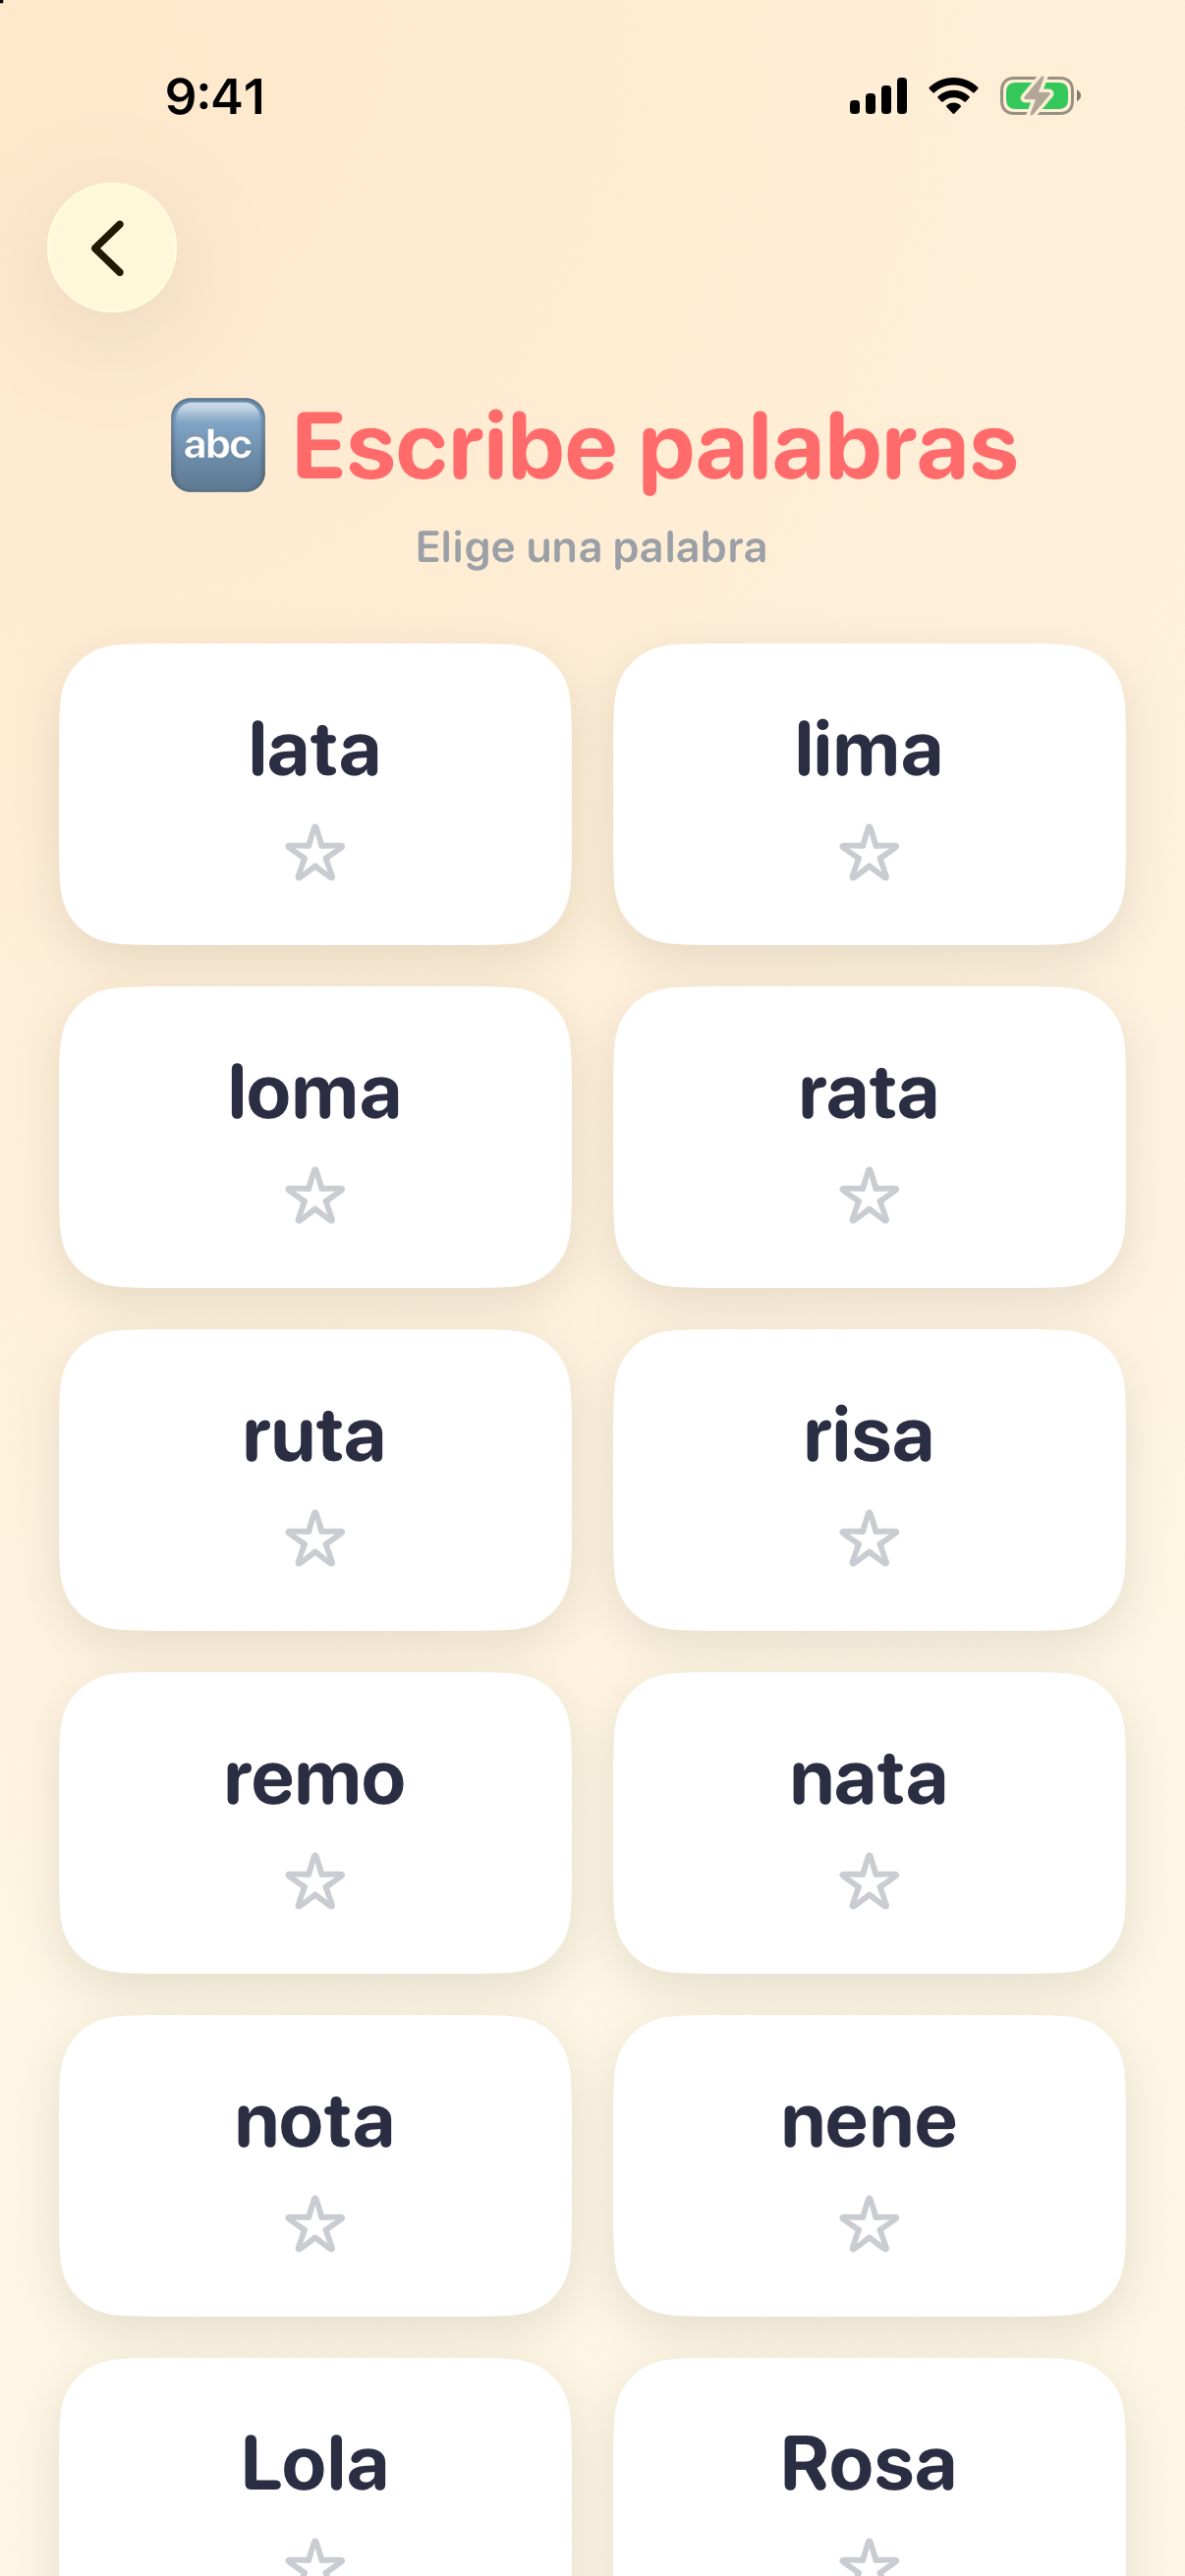 9:41
abc Escribe palabras
Elige una palabra
lata lima
loma rata
ruta risa
remo nata
nota nene
Lola Rosa